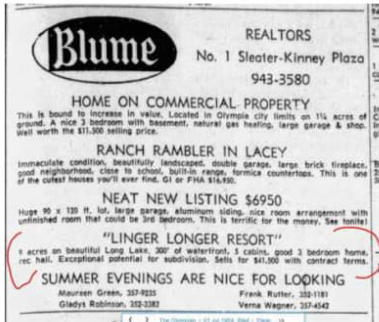 Blume
REALTORS
No. 1 Sleater-Kinney Plaza
943-3580
HOME ON COMMERCIAL PROPERTY
This is bound to increase in value. Located in Olympia city limits on 1¼ acres of
ground. A nice 3 bedroom with basement, natural gas heating, large garage & shop.
Well worth the $11,500 selling price.
RANCH RAMBLER IN LACEY
Immaculate condition, beautifully landscaped, double garage, large brick fireplace,
good neighborhood, close to school, built-in range, formica countertops. This is one
of the cutest houses you'll ever find. GI or FHA $16,950.
NEAT NEW LISTING $6950
Huge 90 x 120 ft. lot, large garage, aluminum siding, nice room arrangement with
unfinished room that could be 3rd bedroom. This is terrific for the money. See tonite!
"LINGER LONGER RESORT"
acres on beautiful Long Lake, 300' of waterfront, 5 cabins, good 3 bedroom home,
rec hall. Exceptional potential for subdivision. Sells for $41,500 with contract terms.
SUMMER EVENINGS ARE NICE FOR LOOKING
Maureen Green, 357-9235
Frank Rutter, 352-1181
Gladys Robinson, 352-3382
Verna Wagner, 357-4542
The Olympian